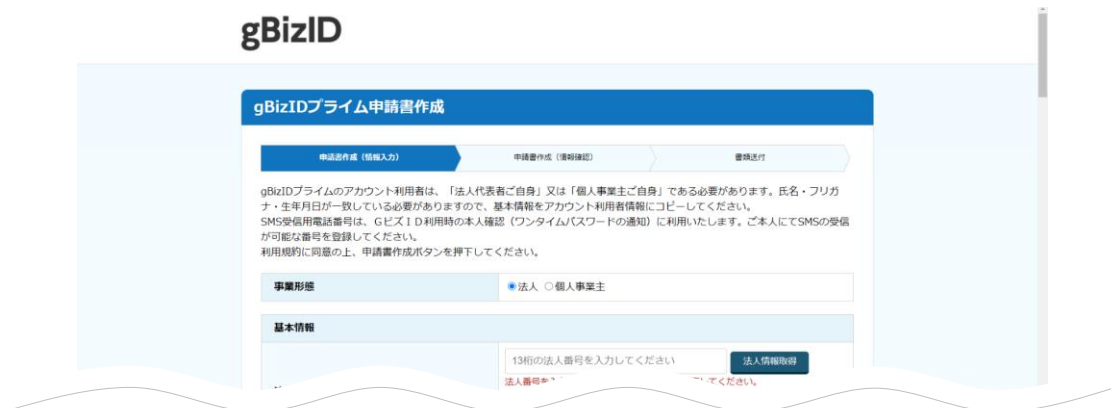 gBizID
gBizIDプライム申請書作成
申請書作成（情報入力）
申請書作成（情報確認）
書類送付
gBizIDプライムのアカウント利用者は、「法人代表者ご自身」又は「個人事業主ご自身」である必要があります。氏名・フリガ
ナ・生年月日が一致している必要がありますので、基本情報をアカウント利用者情報にコピーしてください。
SMS受信用電話番号は、ＧビズＩＤ利用時の本人確認（ワンタイムパスワードの通知）に利用いたします。ご本人にてSMSの受信
が可能な番号を登録してください。
利用規約に同意の上、申請書作成ボタンを押下してください。
事業形態
法人 個人事業主
基本情報
13桁の法人番号を入力してください
法人情報取得
法人番号を
してください。